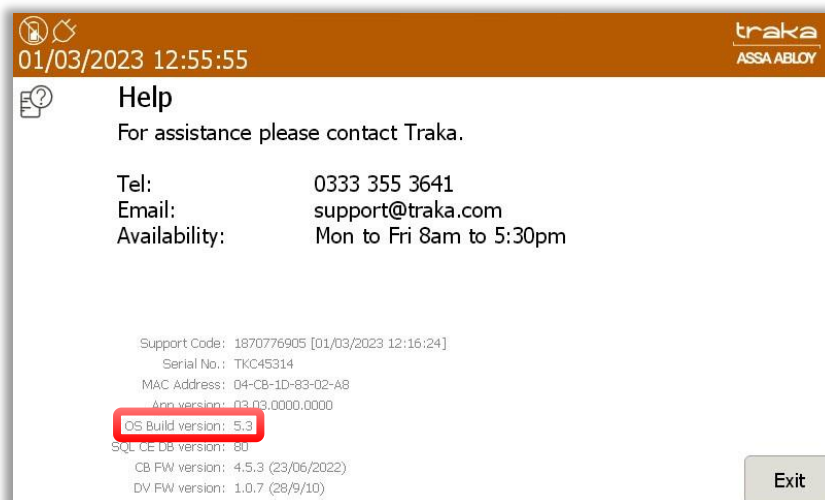 traka
01/03/2023 12:55:55
ASSA ABLOY
Help
For assistance please contact Traka.
Tel: 0333 355 3641
Email: support@traka.com
Availability: Mon to Fri 8am to 5:30pm
Support Code: 1870776905 [01/03/2023 12:16:24]
Serial No.: TKC45314
MAC Address: 04-CB-1D-83-02-A8
App version: 03.03.0000.0000
OS Build version: 5.3
SQL CE DB version: 80
CB FW version: 4.5.3 (23/06/2022)
DV FW version: 1.0.7 (28/9/10)
Exit